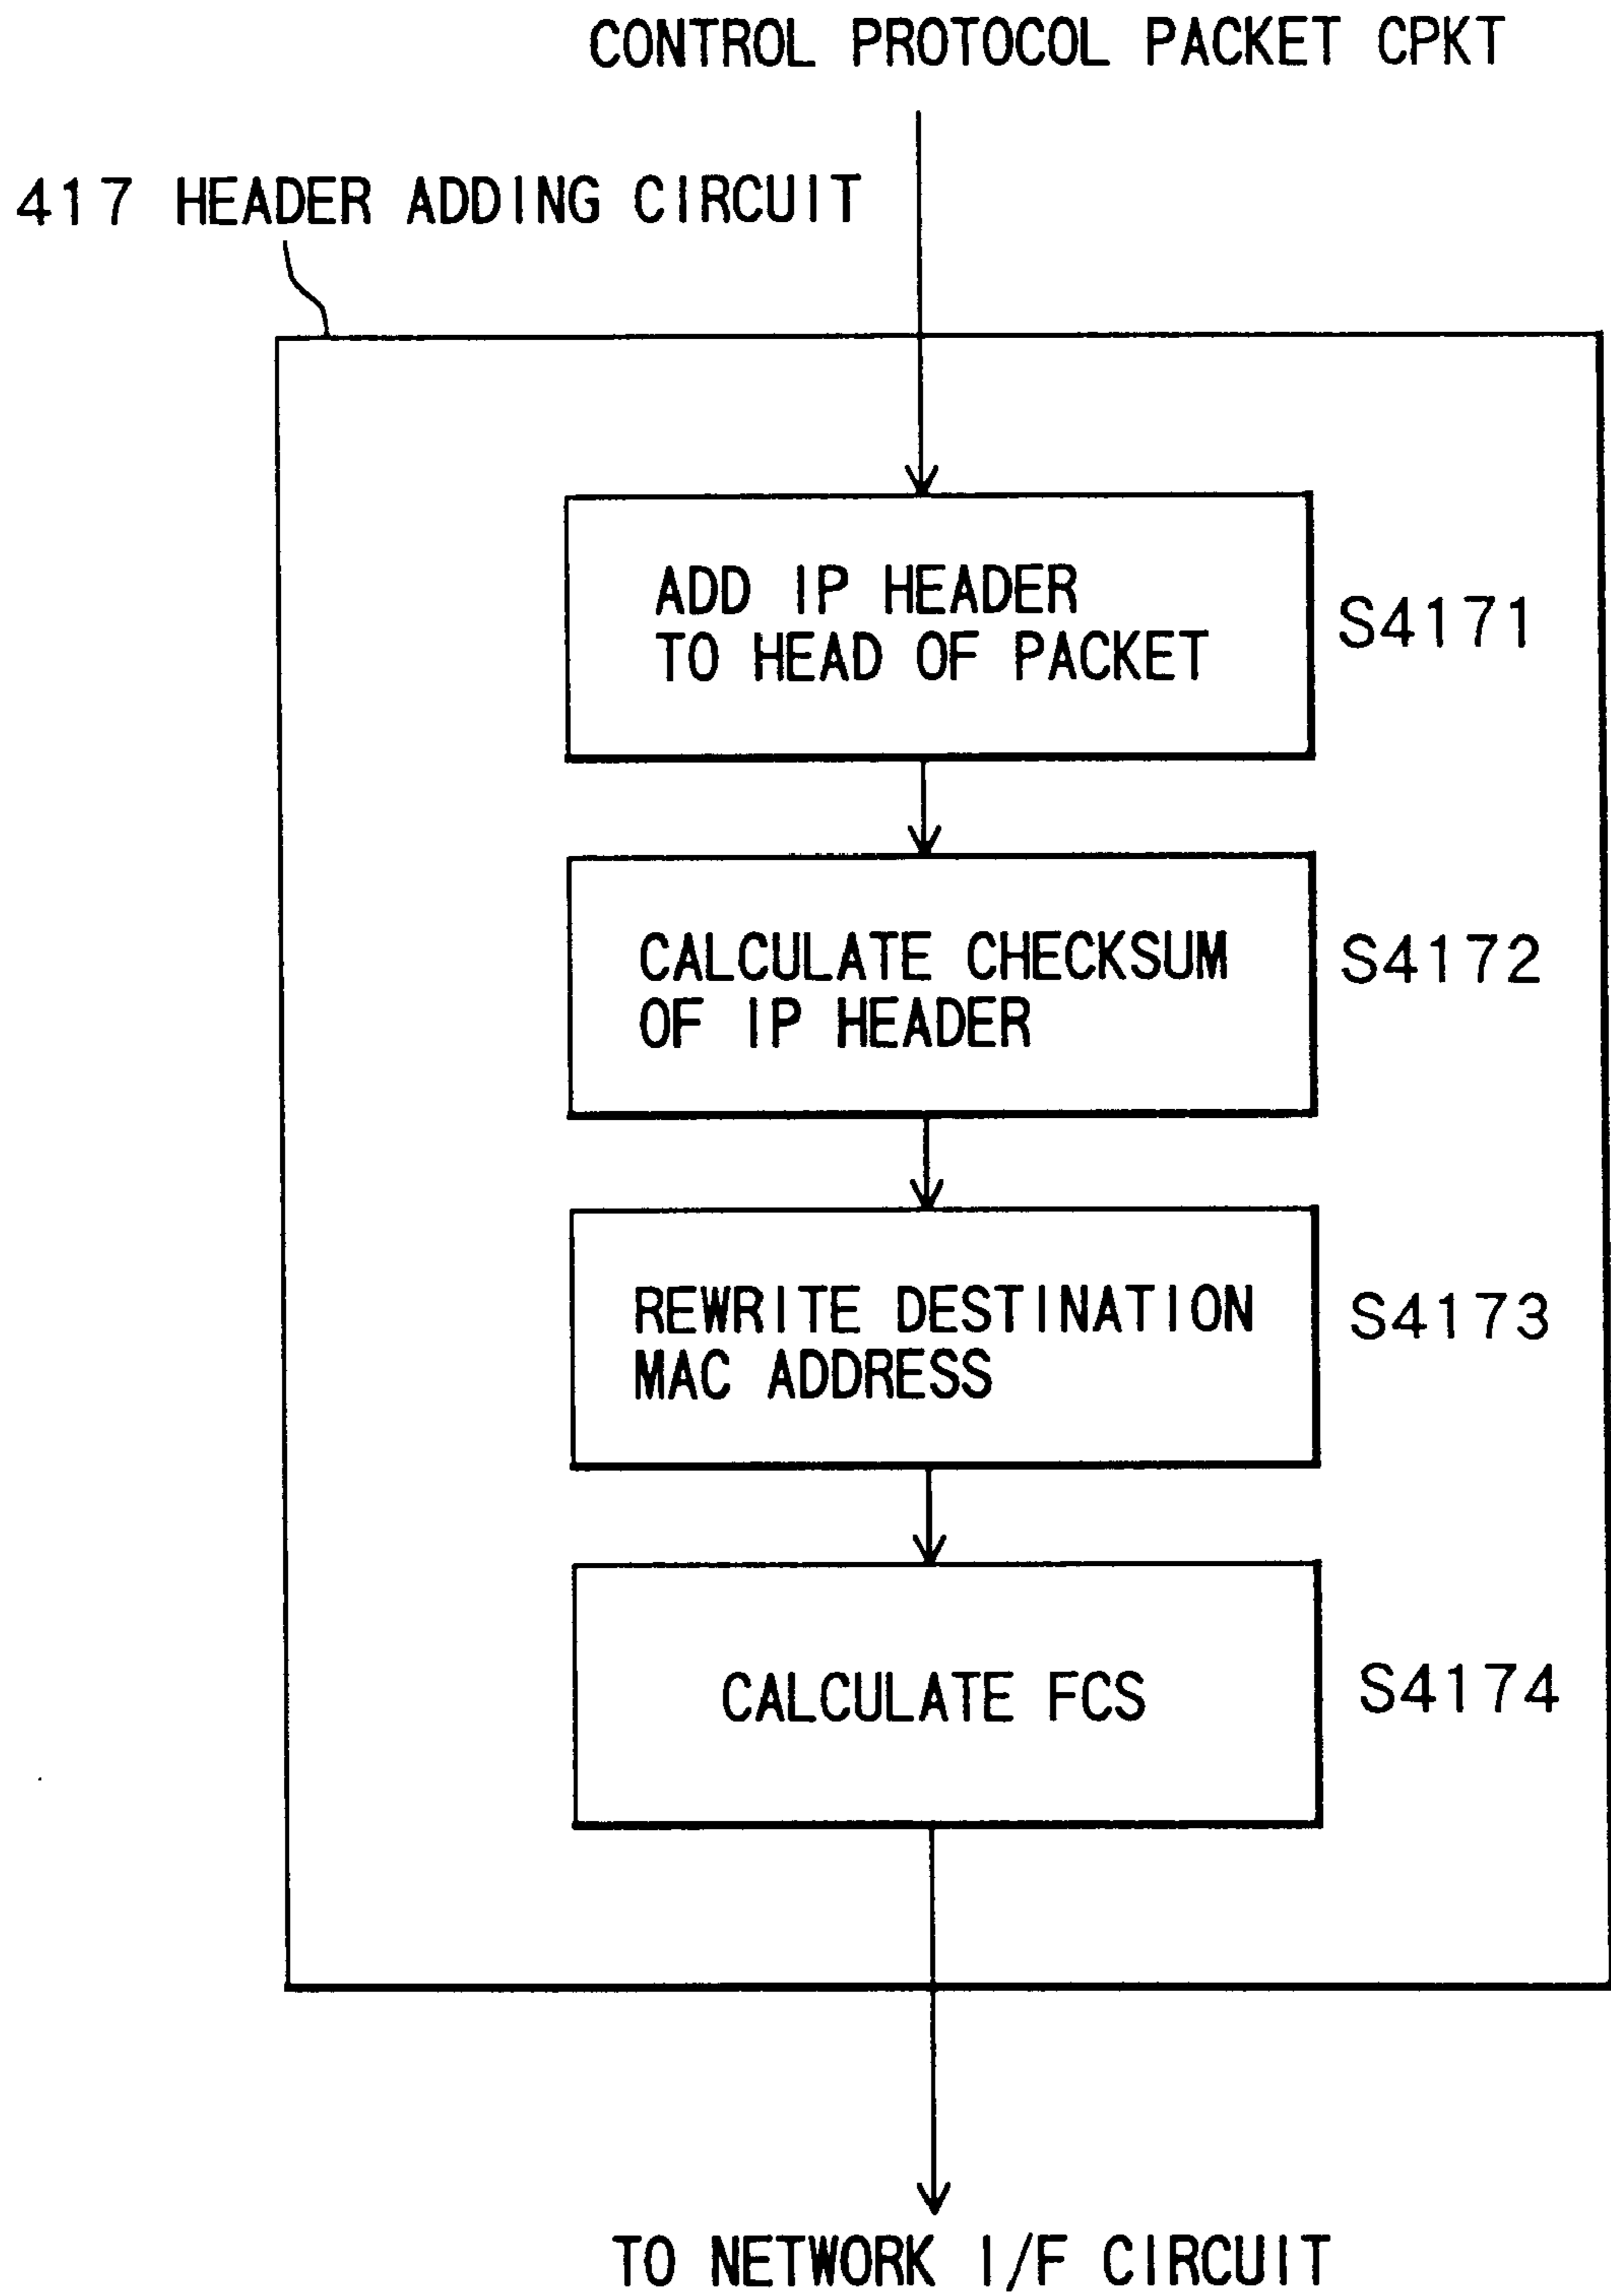 CONTROL PROTOCOL PACKET CPKT
417 HEADER ADDING CIRCUIT
ADD IP HEADER
TO HEAD OF PACKET
S4171
CALCULATE CHECKSUM
OF IP HEADER
S4172
REWRITE DESTINATION
MAC ADDRESS
S4173
CALCULATE FCS
S4174
TO NETWORK I/F CIRCUIT